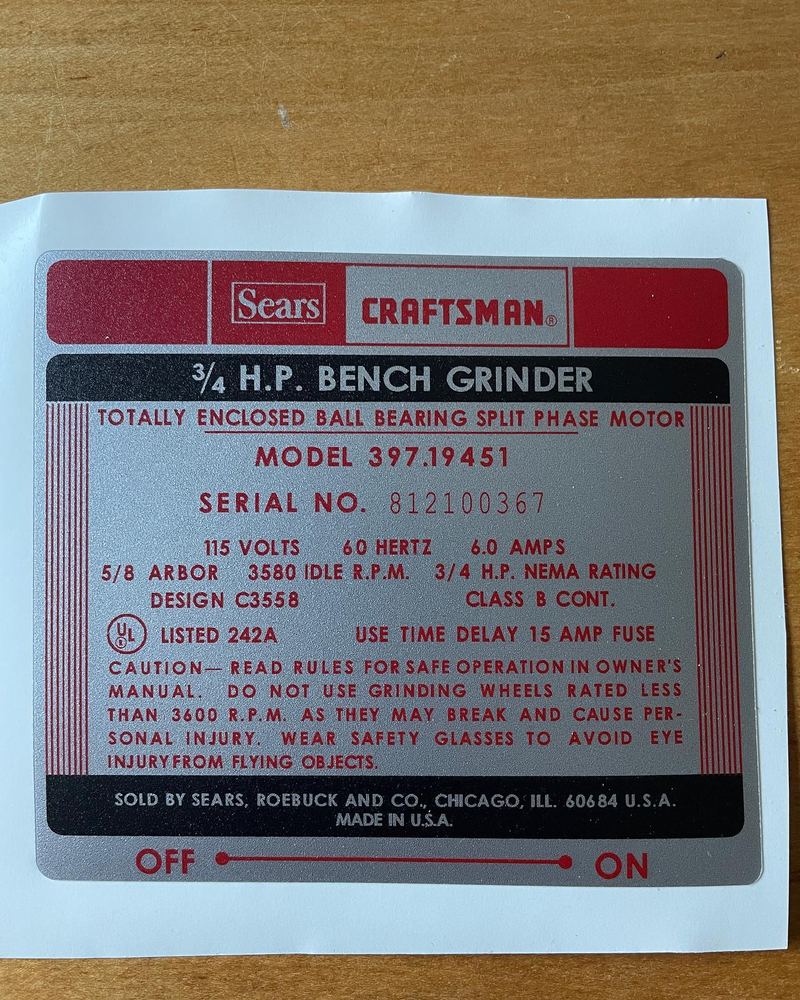 Sears CRAFTSMAN®
3/4 H.P. BENCH GRINDER
TOTALLY ENCLOSED BALL BEARING SPLIT PHASE MOTOR
MODEL 397.19451
SERIAL NO. 812100367
115 VOLTS 60 HERTZ 6.0 AMPS
5/8 ARBOR 3580 IDLE R.P.M. 3/4 H.P. NEMA RATING
DESIGN C3558 CLASS B CONT.
UL LISTED 242A USE TIME DELAY 15 AMP FUSE
CAUTION— READ RULES FOR SAFE OPERATION IN OWNER'S
MANUAL. DO NOT USE GRINDING WHEELS RATED LESS
THAN 3600 R.P.M. AS THEY MAY BREAK AND CAUSE PER-
SONAL INJURY. WEAR SAFETY GLASSES TO AVOID EYE
INJURY FROM FLYING OBJECTS.
SOLD BY SEARS, ROEBUCK AND CO., CHICAGO, ILL. 60684 U.S.A.
MADE IN U.S.A.
OFF ON